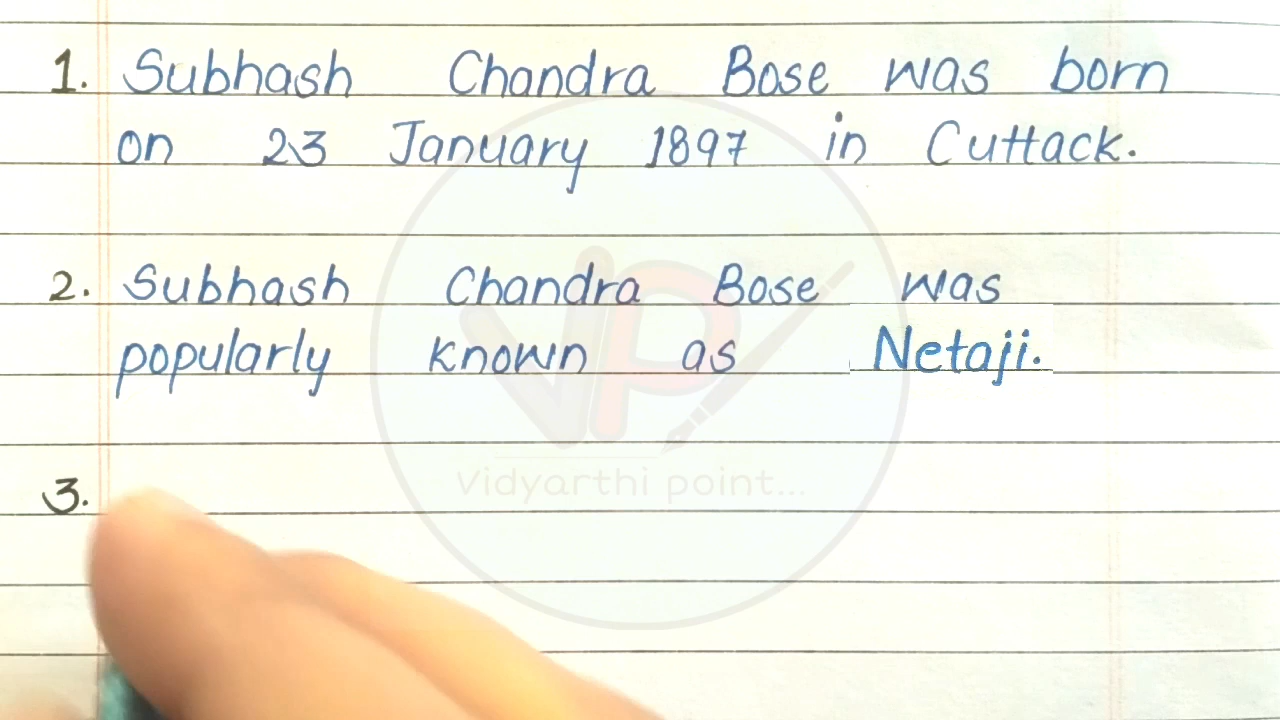 1. Subhash Chandra Bose was born
on 23 January 1897 in Cuttack.
2. Subhash Chandra Bose was
popularly known as Netaji.
VP
Vidyarthi point...
3.